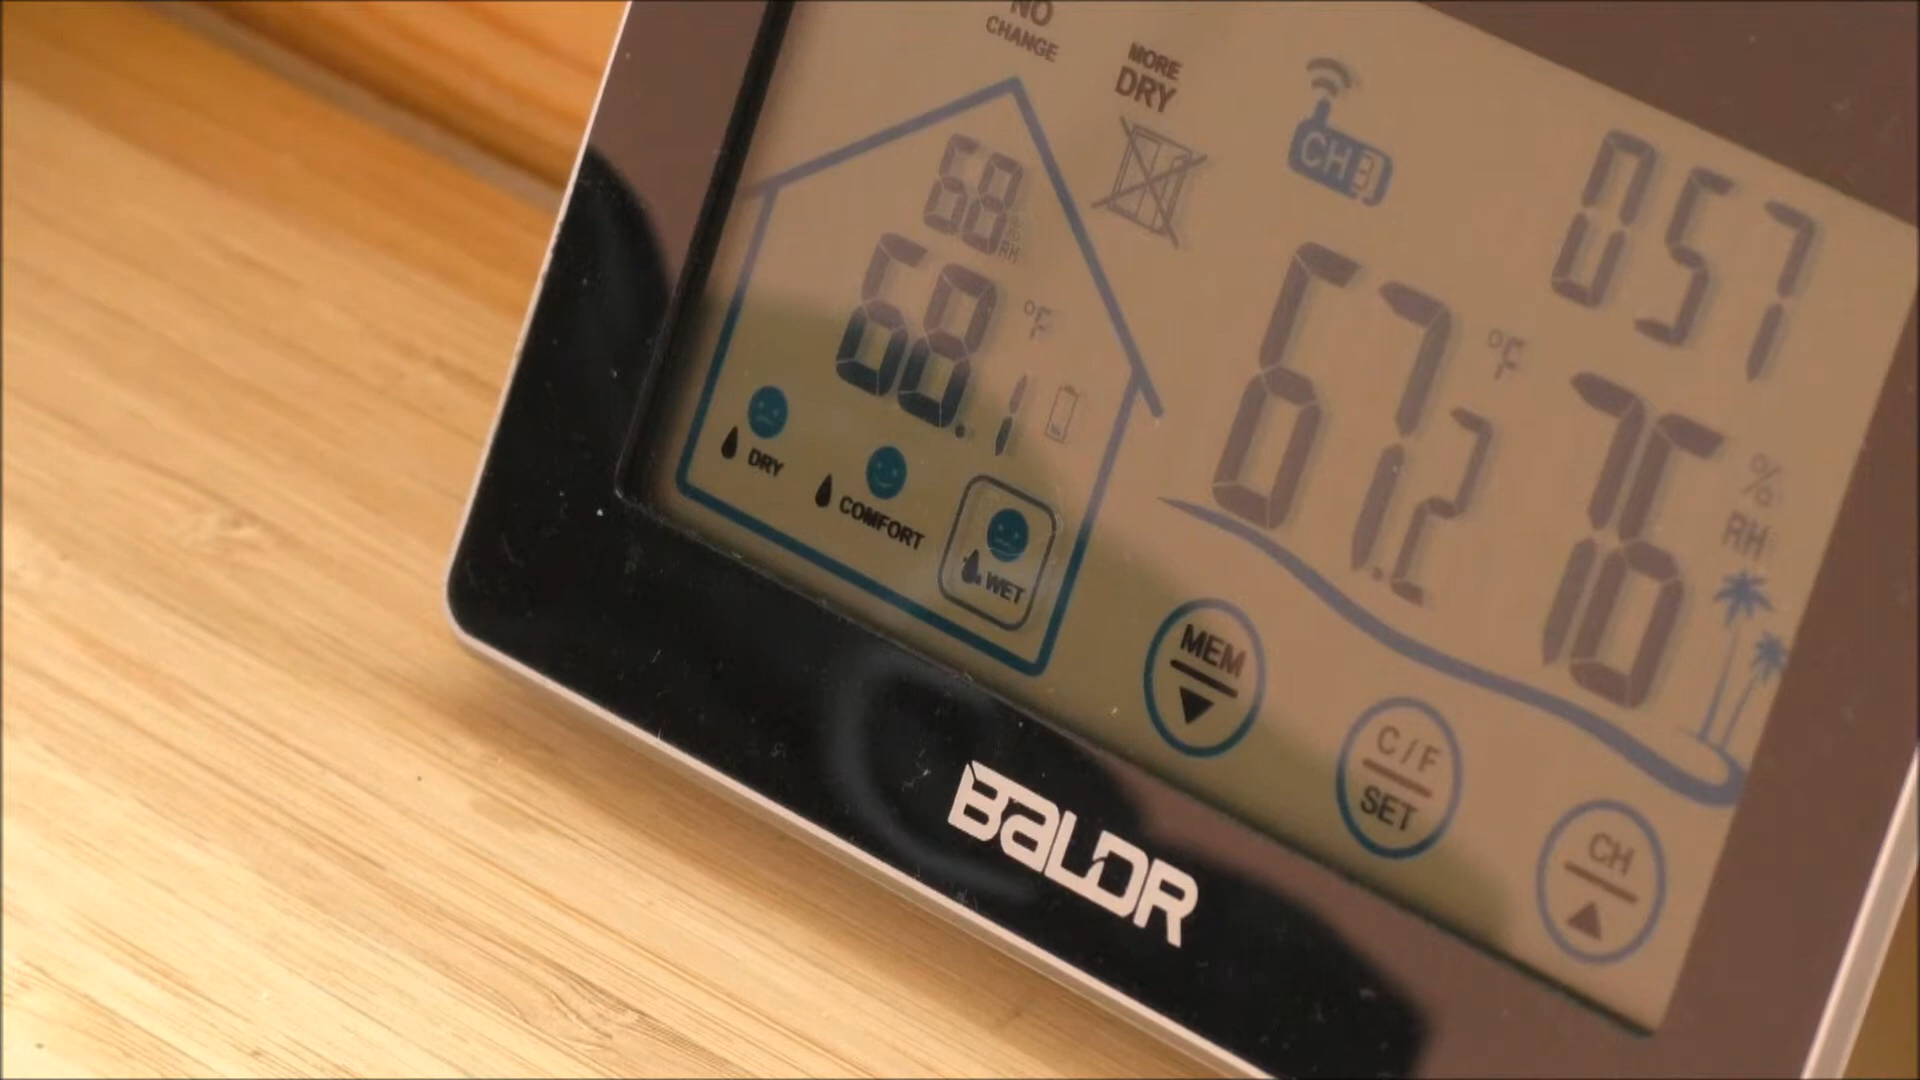 NO
CHANGE
MORE
DRY
CH
057
68 %
RH
68.1 °F
67.2 °F
76 %
RH
DRY
COMFORT
WET
MEM
C / F
SET
CH
BALDR